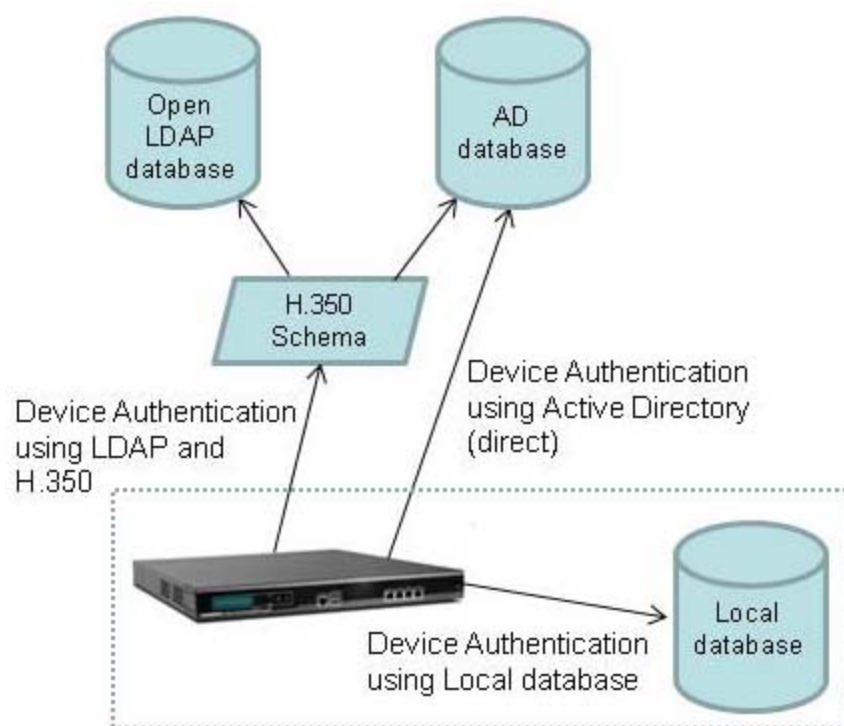 Open
LDAP
database
AD
database
H.350
Schema
Device Authentication
using LDAP and
H.350
Device Authentication
using Active Directory
(direct)
Device Authentication
using Local database
Local
database